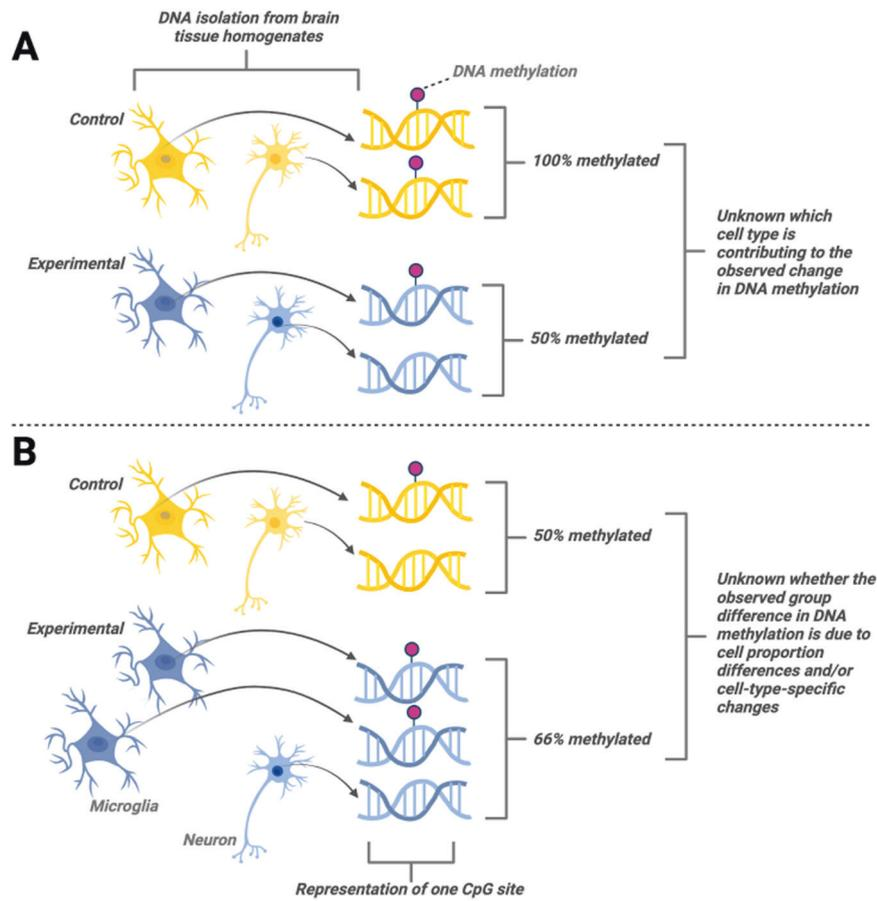 DNA isolation from brain
tissue homogenates
A
DNA methylation
Control
100% methylated
Unknown which
cell type is
contributing to the
observed change
in DNA methylation
Experimental
50% methylated
B
Control
50% methylated
Unknown whether the
observed group
difference in DNA
methylation is due to
cell proportion
differences and/or
cell-type-specific
changes
Experimental
66% methylated
Microglia
Neuron
Representation of one CpG site